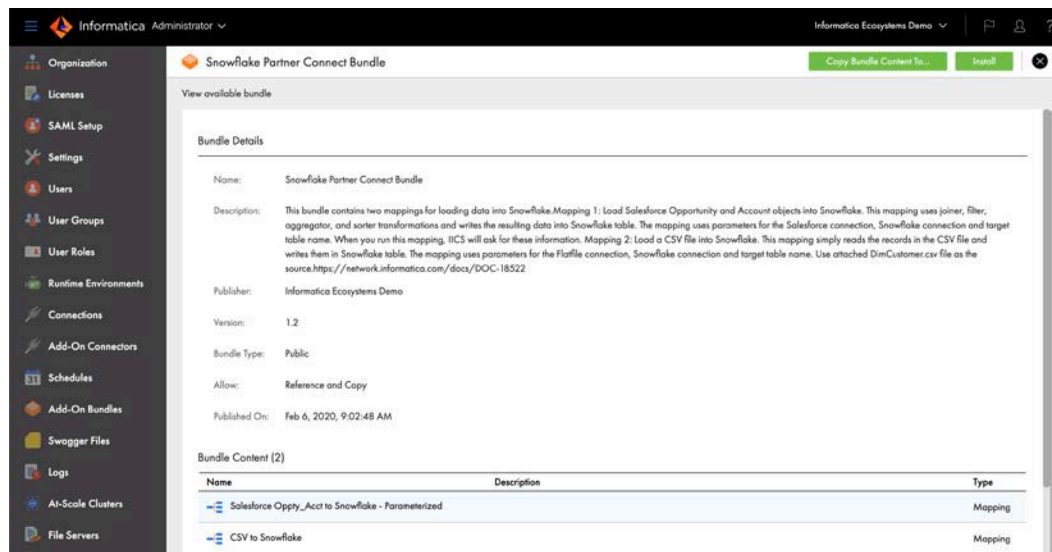 Informatica Administrator
Informatica Ecosystems Demo
?
Organization
Licenses
SAML Setup
Settings
Users
User Groups
User Roles
Runtime Environments
Connections
Add-On Connectors
31
Schedules
Add-On Bundles
Swagger Files
Logs
At-Scale Clusters
File Servers
Snowflake Partner Connect Bundle
Copy Bundle Content To...
Install
View available bundle
Bundle Details
Name: Snowflake Partner Connect Bundle
Description: This bundle contains two mappings for loading data into Snowflake.Mapping 1: Load Salesforce Opportunity and Account objects into Snowflake. This mapping uses joiner, filter,
aggregator, and sorter transformations and writes the resulting data into Snowflake table. The mapping uses parameters for the Salesforce connection, Snowflake connection and target
table name. When you run this mapping, IICS will ask for these information. Mapping 2: Load a CSV file into Snowflake. This mapping simply reads the records in the CSV file and
writes them in Snowflake table. The mapping uses parameters for the Flatfile connection, Snowflake connection and target table name. Use attached DimCustomer.csv file as the
source.https://network.informatica.com/docs/DOC-18522
Publisher: Informatica Ecosystems Demo
Version: 1.2
Bundle Type: Public
Allow: Reference and Copy
Published On: Feb 6, 2020, 9:02:48 AM
Bundle Content (2)
Name Description Type
Salesforce Oppty_Acct to Snowflake - Parameterized Mapping
CSV to Snowflake Mapping